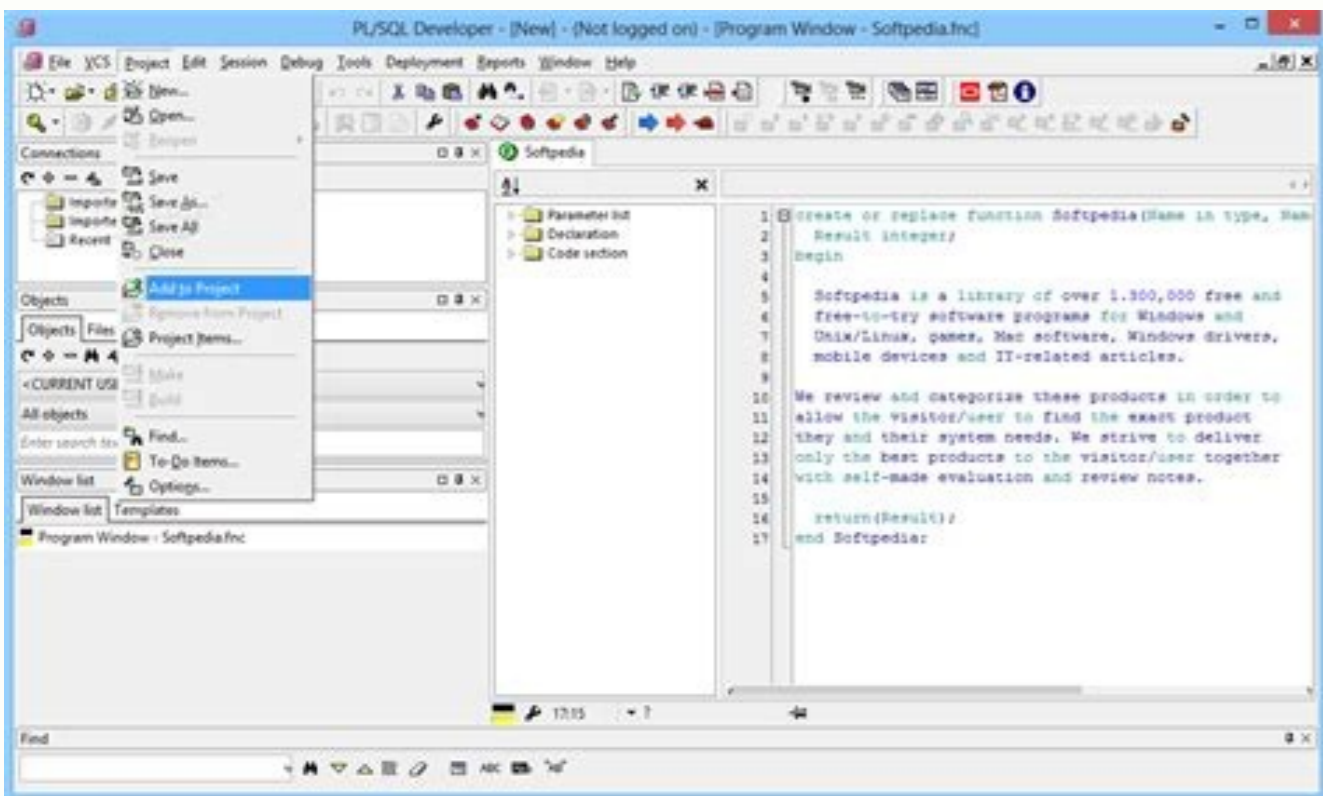 PL/SQL Developer - [New] - (Not logged on) - [Program Window - Softpedia.fnc]
File VCS Project Edit Session Debug Tools Deployment Reports Window Help
New...
Open...
Reopen
Save
Save As...
Save All
Close
Add to Project
Remove from Project
Project Items...
Make
Build
Find...
To-Do Items...
Options...
Connections
Importe
Importe
Recent
Objects
Objects Files
<CURRENT USE
All objects
Enter search tex
Window list
Window list Templates
Program Window - Softpedia.fnc
Softpedia
Parameter list
Declaration
Code section
1 create or replace function Softpedia(Name in type, Nam
2 Result integer;
3 begin
4
5 Softpedia is a library of over 1.300,000 free and
6 free-to-try software programs for Windows and
7 Unix/Linux, games, Mac software, Windows drivers,
8 mobile devices and IT-related articles.
9
10 We review and categorize these products in order to
11 allow the visitor/user to find the exact product
12 they and their system needs. We strive to deliver
13 only the best products to the visitor/user together
14 with self-made evaluation and review notes.
15
16 return(Result);
17 end Softpedia;
17:15
Find
ABC